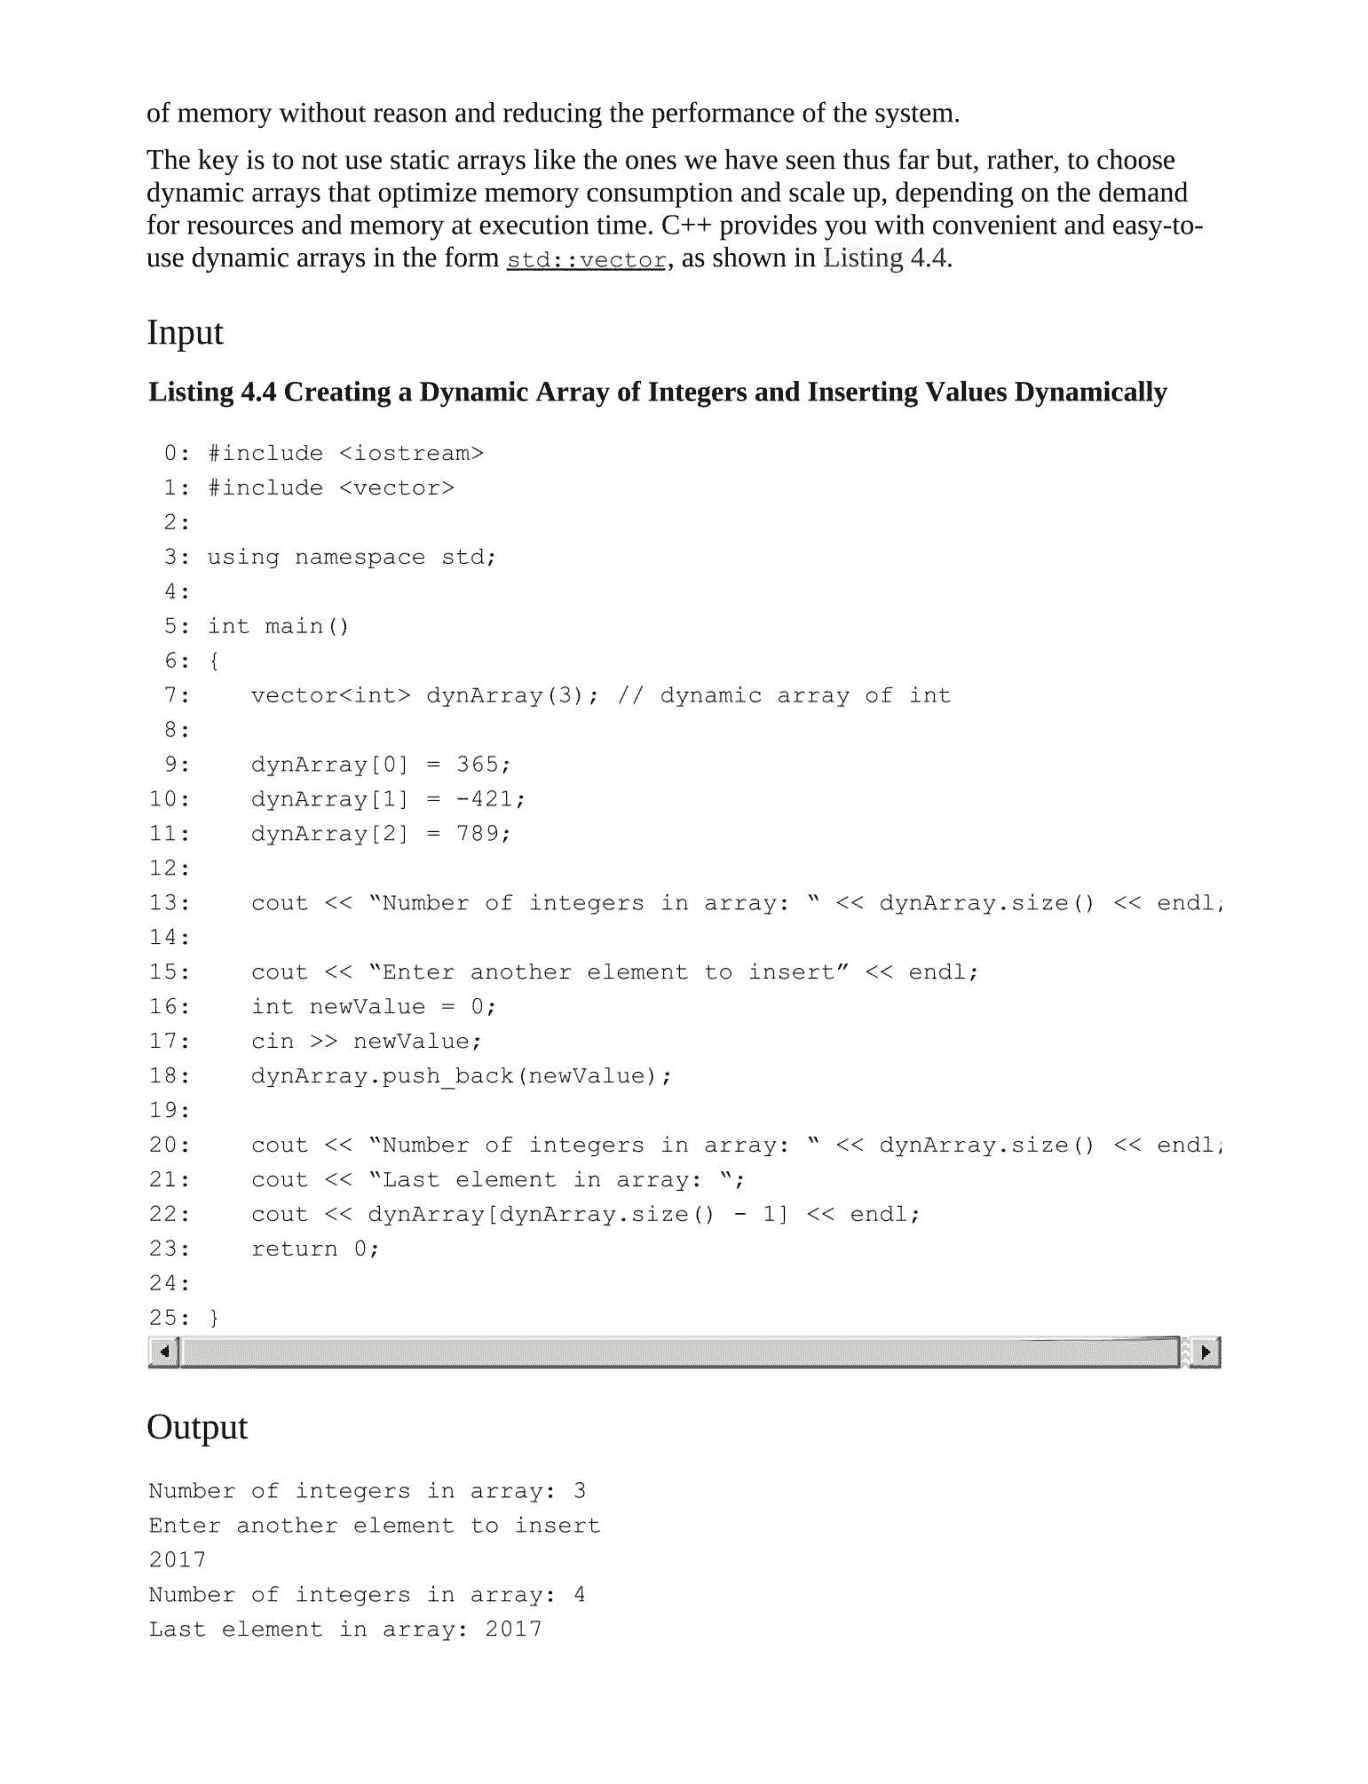 of memory without reason and reducing the performance of the system.
The key is to not use static arrays like the ones we have seen thus far but, rather, to choose
dynamic arrays that optimize memory consumption and scale up, depending on the demand
for resources and memory at execution time. C++ provides you with convenient and easy-to-
use dynamic arrays in the form std::vector, as shown in Listing 4.4.
Input
Listing 4.4 Creating a Dynamic Array of Integers and Inserting Values Dynamically
0: #include <iostream>
1: #include <vector>
2:
3: using namespace std;
4:
5: int main()
6: {
7:    vector<int> dynArray(3); // dynamic array of int
8:
9:    dynArray[0] = 365;
10:    dynArray[1] = -421;
11:    dynArray[2] = 789;
12:
13:    cout << “Number of integers in array: “ << dynArray.size() << endl;
14:
15:    cout << “Enter another element to insert” << endl;
16:    int newValue = 0;
17:    cin >> newValue;
18:    dynArray.push_back(newValue);
19:
20:    cout << “Number of integers in array: “ << dynArray.size() << endl;
21:    cout << “Last element in array: “;
22:    cout << dynArray[dynArray.size() - 1] << endl;
23:    return 0;
24:
25: }
Output
Number of integers in array: 3
Enter another element to insert
2017
Number of integers in array: 4
Last element in array: 2017